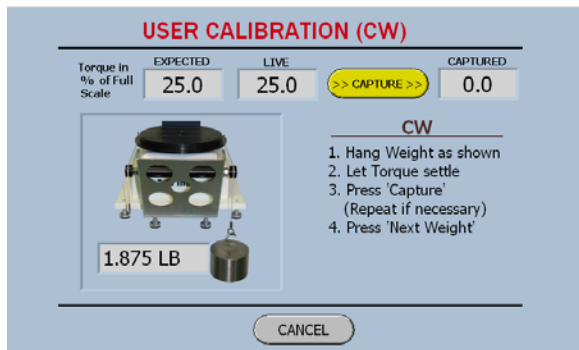 USER CALIBRATION (CW)
Torque in
% of Full
Scale
EXPECTED
25.0
LIVE
25.0
>> CAPTURE >>
CAPTURED
0.0
CW
1. Hang Weight as shown
2. Let Torque settle
3. Press 'Capture'
(Repeat if necessary)
4. Press 'Next Weight'
1.875 LB
CANCEL